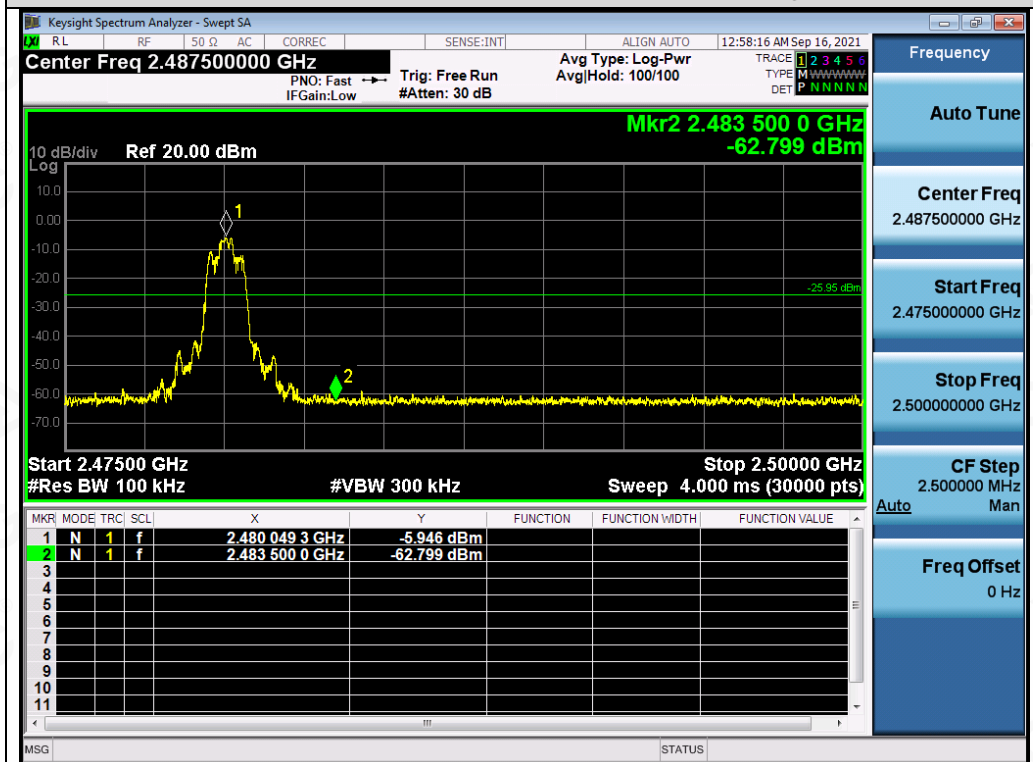 Keysight Spectrum Analyzer - Swept SA
LXI RL RF 50 Ω AC CORREC SENSE:INT ALIGN AUTO 12:58:16 AM Sep 16, 2021
Center Freq 2.487500000 GHz
PNO: Fast
IFGain:Low
Trig: Free Run
#Atten: 30 dB
Avg Type: Log-Pwr
Avg|Hold: 100/100
TRACE 1 2 3 4 5 6
TYPE M WWWWW
DET P N N N N N
Mkr2 2.483 500 0 GHz
-62.799 dBm
10 dB/div Ref 20.00 dBm
Log
10.0
0.00
-10.0
-20.0
-30.0
-40.0
-50.0
-60.0
-70.0
1
-25.95 dBm
2
Start 2.47500 GHz Stop 2.50000 GHz
#Res BW 100 kHz #VBW 300 kHz Sweep 4.000 ms (30000 pts)
MKR MODE TRC SCL X Y FUNCTION FUNCTION WIDTH FUNCTION VALUE
1 N 1 f 2.480 049 3 GHz -5.946 dBm
2 N 1 f 2.483 500 0 GHz -62.799 dBm
3
4
5
6
7
8
9
10
11
MSG STATUS
Frequency
Auto Tune
Center Freq
2.487500000 GHz
Start Freq
2.475000000 GHz
Stop Freq
2.500000000 GHz
CF Step
2.500000 MHz
Auto Man
Freq Offset
0 Hz